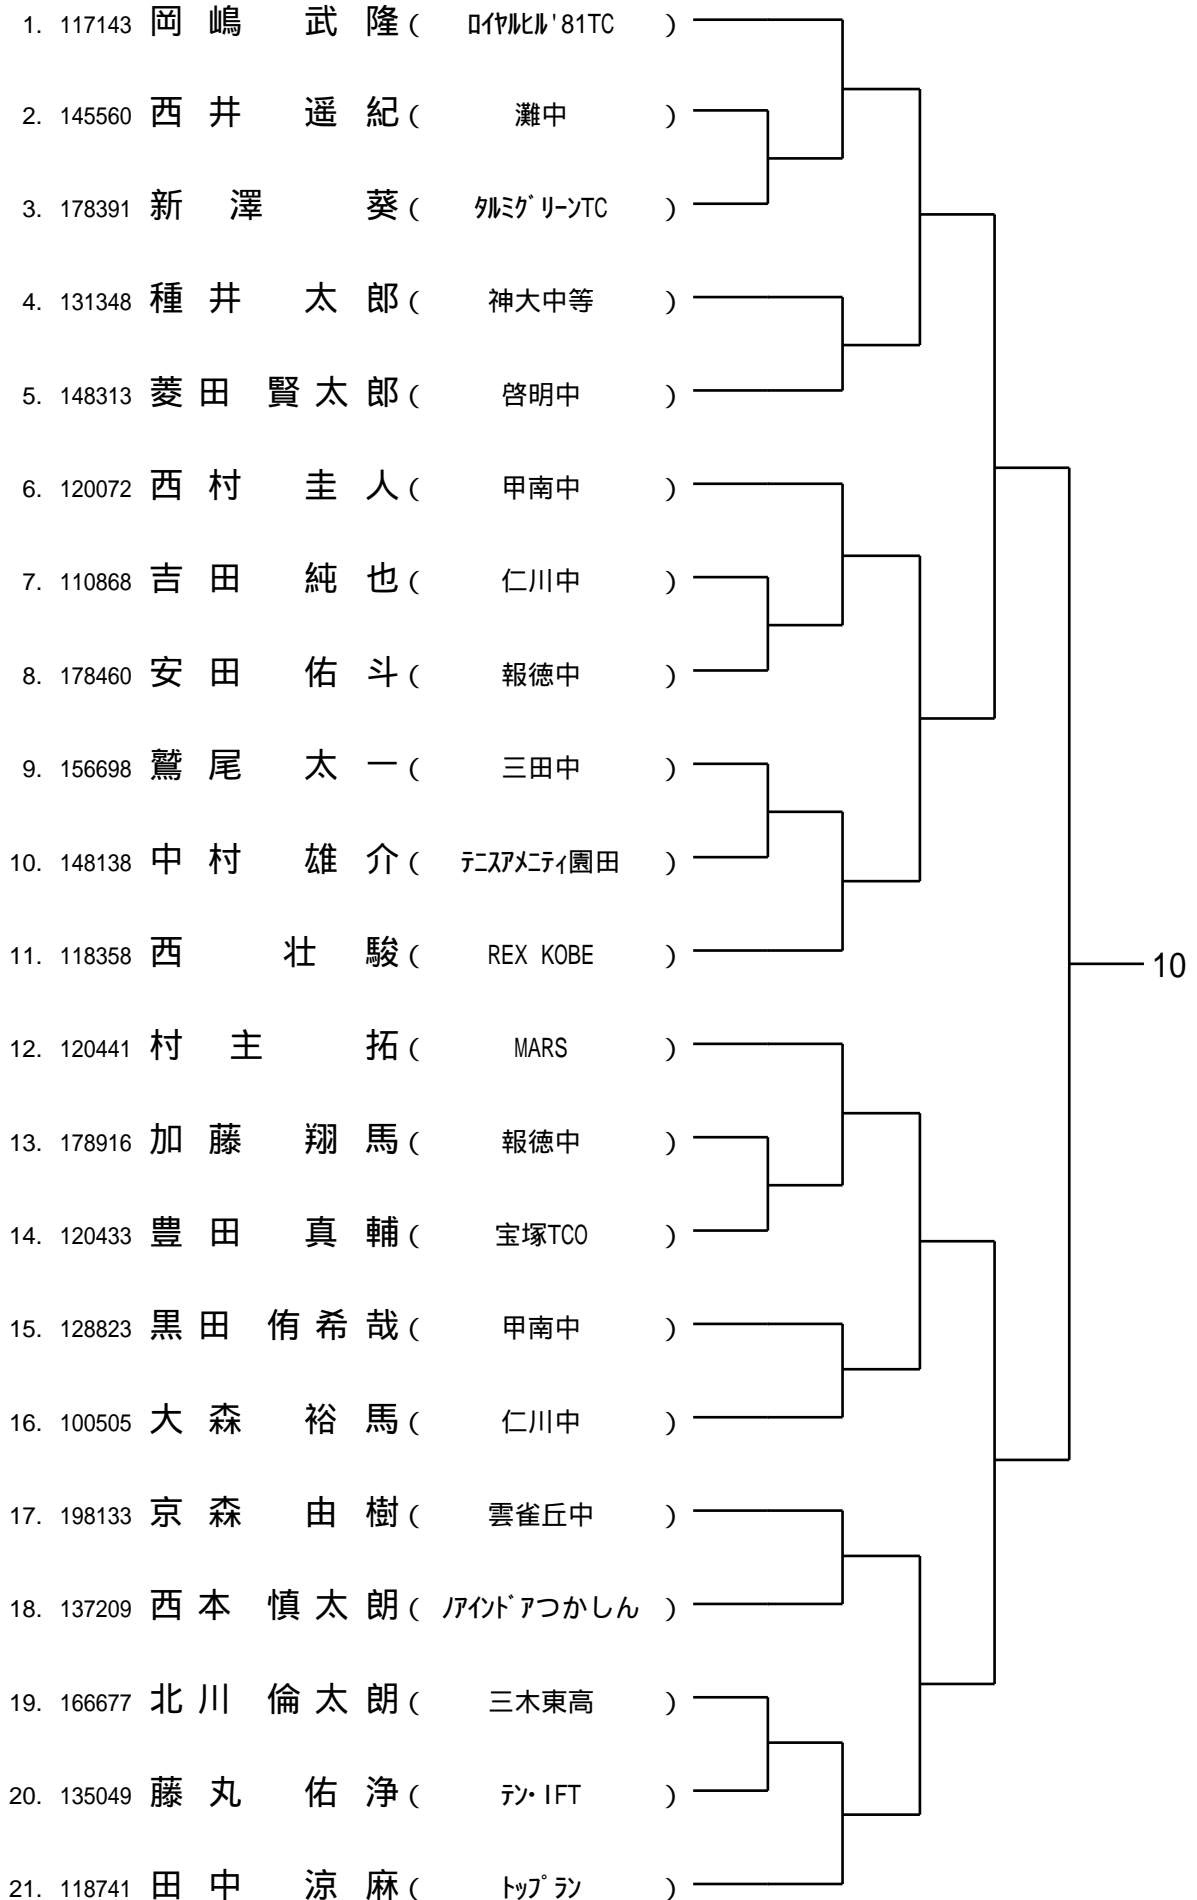 1. 117143 岡嶋 武隆 ( ﾛｲﾔﾙﾋﾙ'81TC )
2. 145560 西井 遥紀 ( 灘中 )
3. 178391 新澤 葵 ( ﾀﾙﾐｸﾞﾘｰﾝTC )
4. 131348 種井 太郎 ( 神大中等 )
5. 148313 菱田 賢太郎 ( 啓明中 )
6. 120072 西村 圭人 ( 甲南中 )
7. 110868 吉田 純也 ( 仁川中 )
8. 178460 安田 佑斗 ( 報徳中 )
9. 156698 鷲尾 太一 ( 三田中 )
10. 148138 中村 雄介 ( ﾃﾆｽｱﾒﾆﾃｨ園田 )
11. 118358 西 壮駿 ( REX KOBE )
10
12. 120441 村主 拓 ( MARS )
13. 178916 加藤 翔馬 ( 報徳中 )
14. 120433 豊田 真輔 ( 宝塚TCO )
15. 128823 黒田 侑希哉 ( 甲南中 )
16. 100505 大森 裕馬 ( 仁川中 )
17. 198133 京森 由樹 ( 雲雀丘中 )
18. 137209 西本 慎太朗 ( ﾉｱｲﾝﾄﾞｱつかしん )
19. 166677 北川 倫太朗 ( 三木東高 )
20. 135049 藤丸 佑浄 ( ﾃﾝ･IFT )
21. 118741 田中 涼麻 ( ﾄｯﾌﾟﾗﾝ )